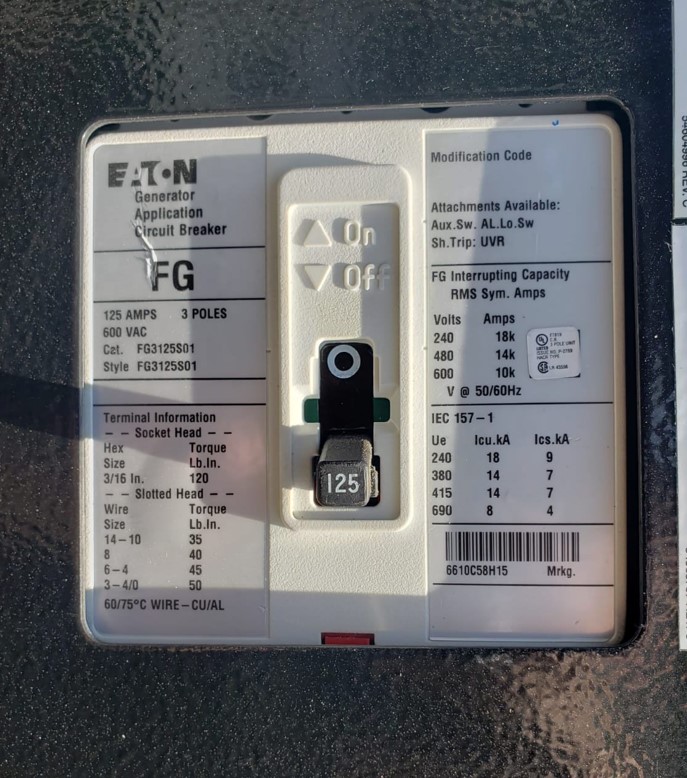 EATON
Generator
Application
Circuit Breaker
FG
125 AMPS 3 POLES
600 VAC
Cat. FG3125S01
Style FG3125S01
Terminal Information
-- Socket Head --
Hex Torque
Size Lb.In.
3/16 In. 120
-- Slotted Head --
Wire Torque
Size Lb.In.
14-10 35
8 40
6-4 45
3-4/0 50
60/75°C WIRE-CU/AL
△ On
▽ Off
O
125
Modification Code
Attachments Available:
Aux.Sw. AL.Lo.Sw
Sh.Trip: UVR
FG Interrupting Capacity
RMS Sym. Amps
Volts Amps
240 18k
480 14k
600 10k
V @ 50/60Hz
IEC 157-1
Ue Icu.kA Ics.kA
240 18 9
380 14 7
415 14 7
690 8 4
6610C58H15 Mrkg.